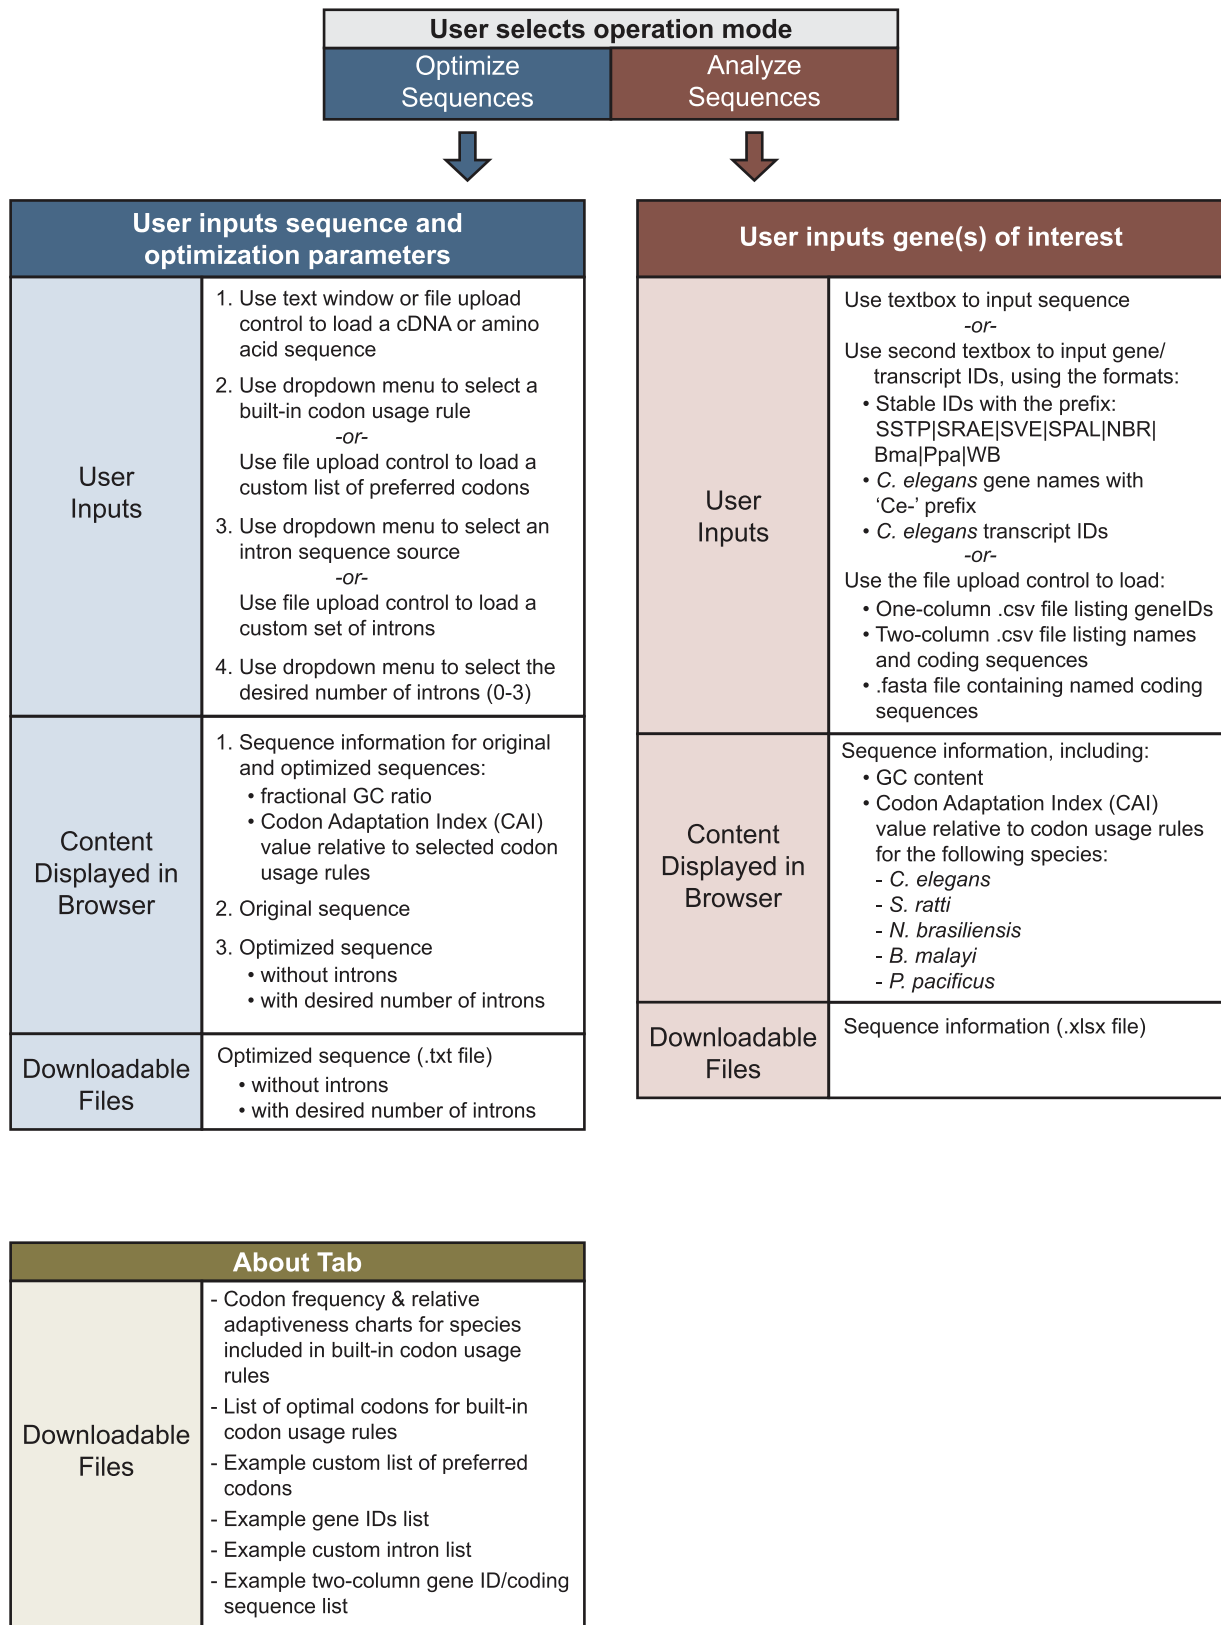 User selects operation mode
Optimize
Sequences
Analyze
Sequences
User inputs sequence and
optimization parameters
User
Inputs
1. Use text window or file upload
control to load a cDNA or amino
acid sequence
2. Use dropdown menu to select a
built-in codon usage rule
-or-
Use file upload control to load a
custom list of preferred codons
3. Use dropdown menu to select an
intron sequence source
-or-
Use file upload control to load a
custom set of introns
4. Use dropdown menu to select the
desired number of introns (0-3)
Content
Displayed in
Browser
1. Sequence information for original
and optimized sequences:
• fractional GC ratio
• Codon Adaptation Index (CAI)
value relative to selected codon
usage rules
2. Original sequence
3. Optimized sequence
• without introns
• with desired number of introns
Downloadable
Files
Optimized sequence (.txt file)
• without introns
• with desired number of introns
User inputs gene(s) of interest
User
Inputs
Use textbox to input sequence
-or-
Use second textbox to input gene/
transcript IDs, using the formats:
• Stable IDs with the prefix:
SSTP|SRAE|SVE|SPAL|NBR|
Bma|Ppa|WB
• C. elegans gene names with
‘Ce-’ prefix
• C. elegans transcript IDs
-or-
Use the file upload control to load:
• One-column .csv file listing geneIDs
• Two-column .csv file listing names
and coding sequences
• .fasta file containing named coding
sequences
Content
Displayed in
Browser
Sequence information, including:
• GC content
• Codon Adaptation Index (CAI)
value relative to codon usage rules
for the following species:
- C. elegans
- S. ratti
- N. brasiliensis
- B. malayi
- P. pacificus
Downloadable
Files
Sequence information (.xlsx file)
About Tab
Downloadable
Files
- Codon frequency & relative
adaptiveness charts for species
included in built-in codon usage
rules
- List of optimal codons for built-in
codon usage rules
- Example custom list of preferred
codons
- Example gene IDs list
- Example custom intron list
- Example two-column gene ID/coding
sequence list